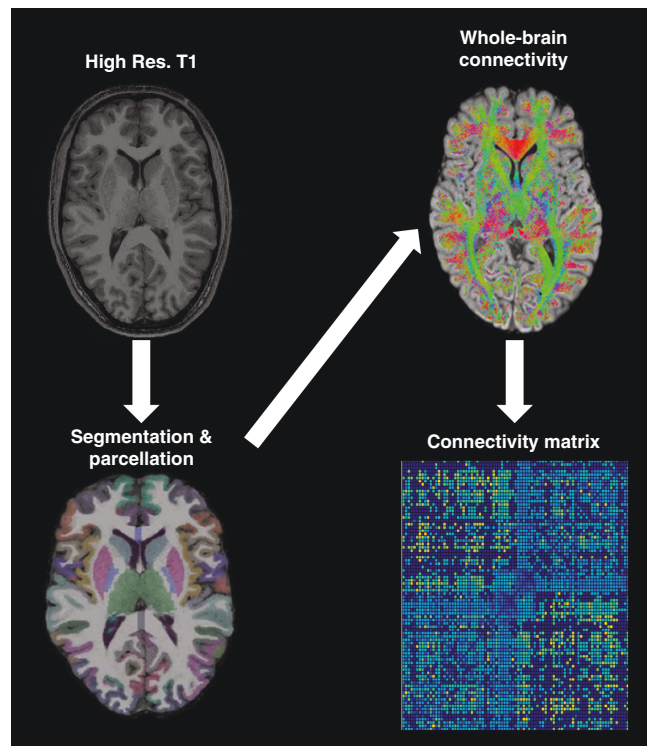 High Res. T1
Segmentation &
parcellation
Whole-brain
connectivity
Connectivity matrix